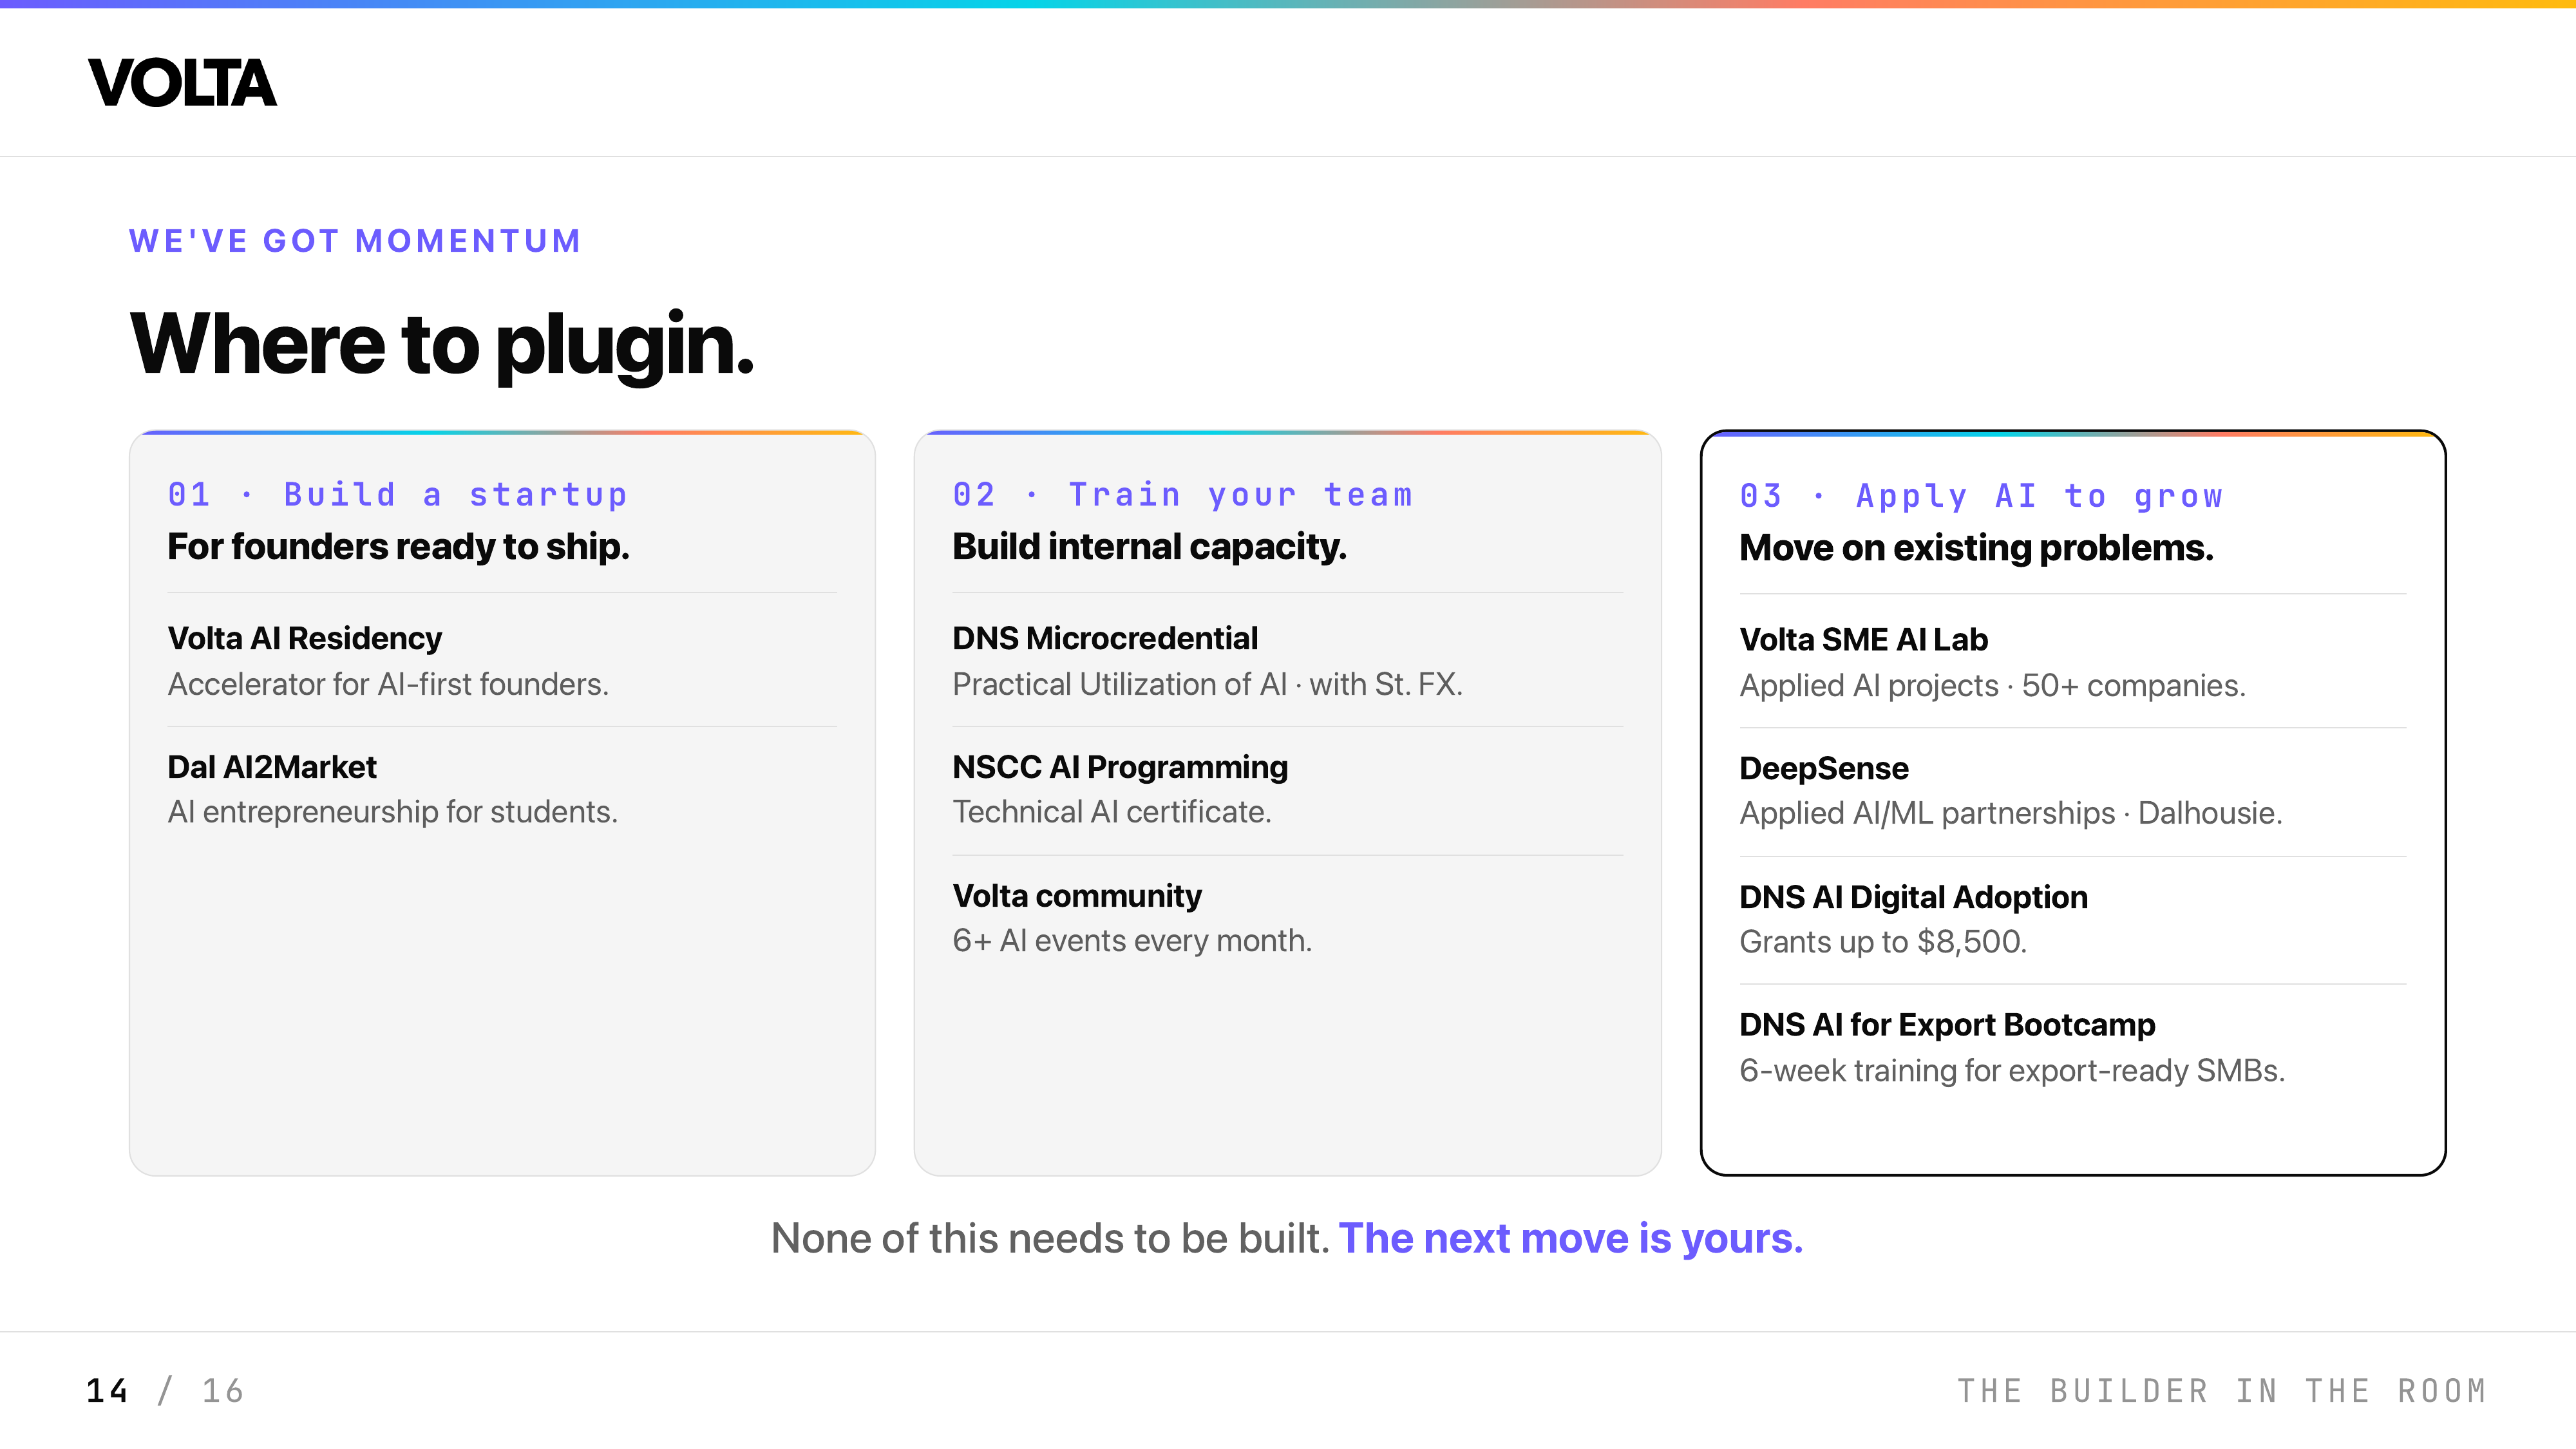 VOLTA
WE'VE GOT MOMENTUM
Where to plugin.
01 · Build a startup
For founders ready to ship.
Volta AI Residency
Accelerator for AI-first founders.
Dal AI2Market
AI entrepreneurship for students.
02 · Train your team
Build internal capacity.
DNS Microcredential
Practical Utilization of AI · with St. FX.
NSCC AI Programming
Technical AI certificate.
Volta community
6+ AI events every month.
03 · Apply AI to grow
Move on existing problems.
Volta SME AI Lab
Applied AI projects · 50+ companies.
DeepSense
Applied AI/ML partnerships · Dalhousie.
DNS AI Digital Adoption
Grants up to $8,500.
DNS AI for Export Bootcamp
6-week training for export-ready SMBs.
None of this needs to be built. The next move is yours.
14 / 16
THE BUILDER IN THE ROOM